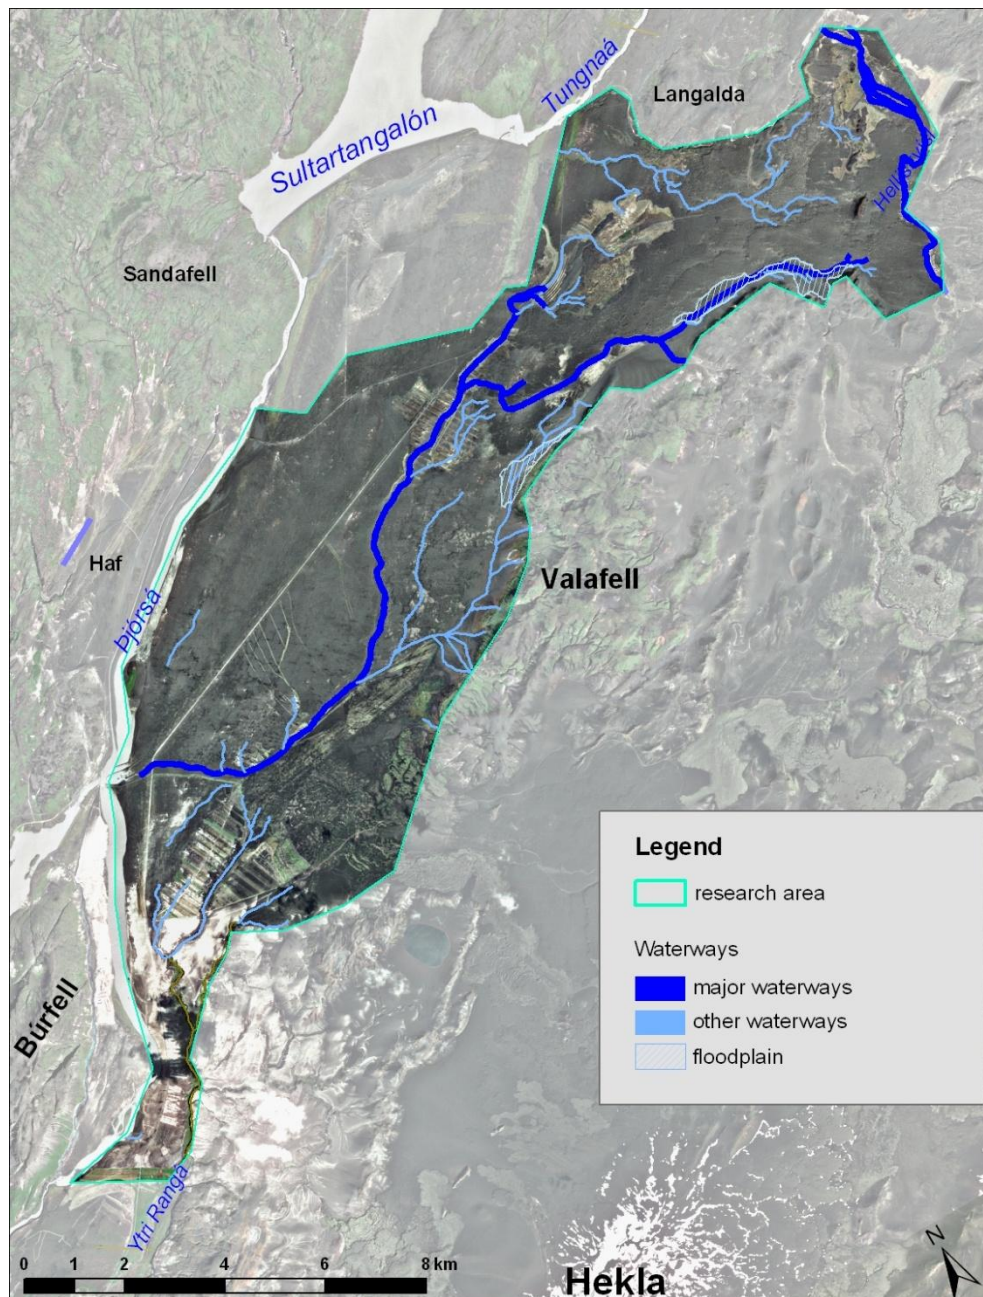 Tungnaá
Langalda
Sultartangalón
Sandafell
Valafell
Haf
Þjórsá
Legend
research area
Waterways
major waterways
other waterways
floodplain
Búrfell
Ytri Rangá
0 1 2 4 6 8 km
Hekla
N